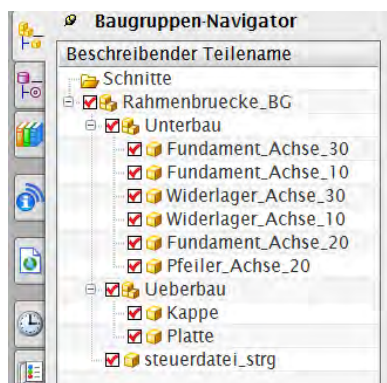 Baugruppen-Navigator
Beschreibender Teilename
Schnitte
Rahmenbruecke_BG
Unterbau
Fundament_Achse_30
Fundament_Achse_10
Widerlager_Achse_30
Widerlager_Achse_10
Fundament_Achse_20
Pfeiler_Achse_20
Ueberbau
Kappe
Platte
steuerdatei_strg